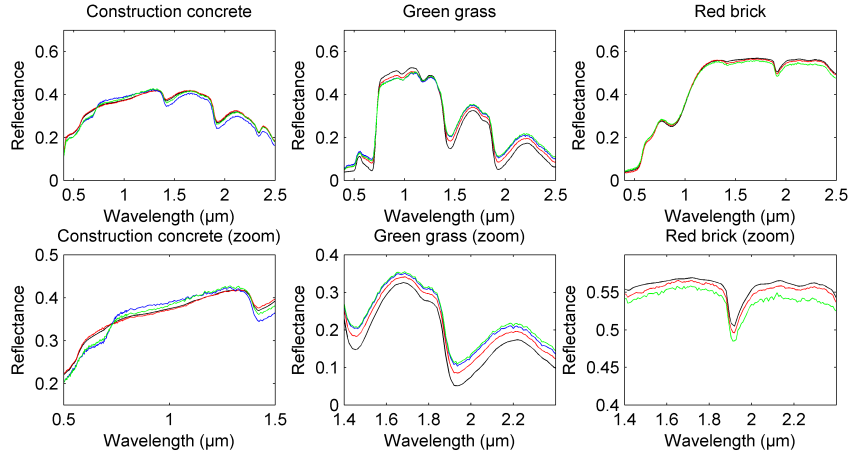 Construction concrete
Green grass
Red brick
Reflectance
0.6
0.4
0.2
0
0.4 1 1.5 2 2.5
Wavelength (μm)
Reflectance
0.6
0.4
0.2
0
0.4 1 1.5 2 2.5
Wavelength (μm)
Reflectance
0.6
0.4
0.2
0
0.4 1 1.5 2 2.5
Wavelength (μm)
Construction concrete (zoom)
Green grass (zoom)
Red brick (zoom)
Reflectance
0.5
0.4
0.3
0.2
0.5 1 1.5
Wavelength (μm)
Reflectance
0.4
0.3
0.2
0.1
0
1.4 1.6 1.8 2 2.2
Wavelength (μm)
Reflectance
0.55
0.5
0.45
0.4
1.4 1.6 1.8 2 2.2
Wavelength (μm)